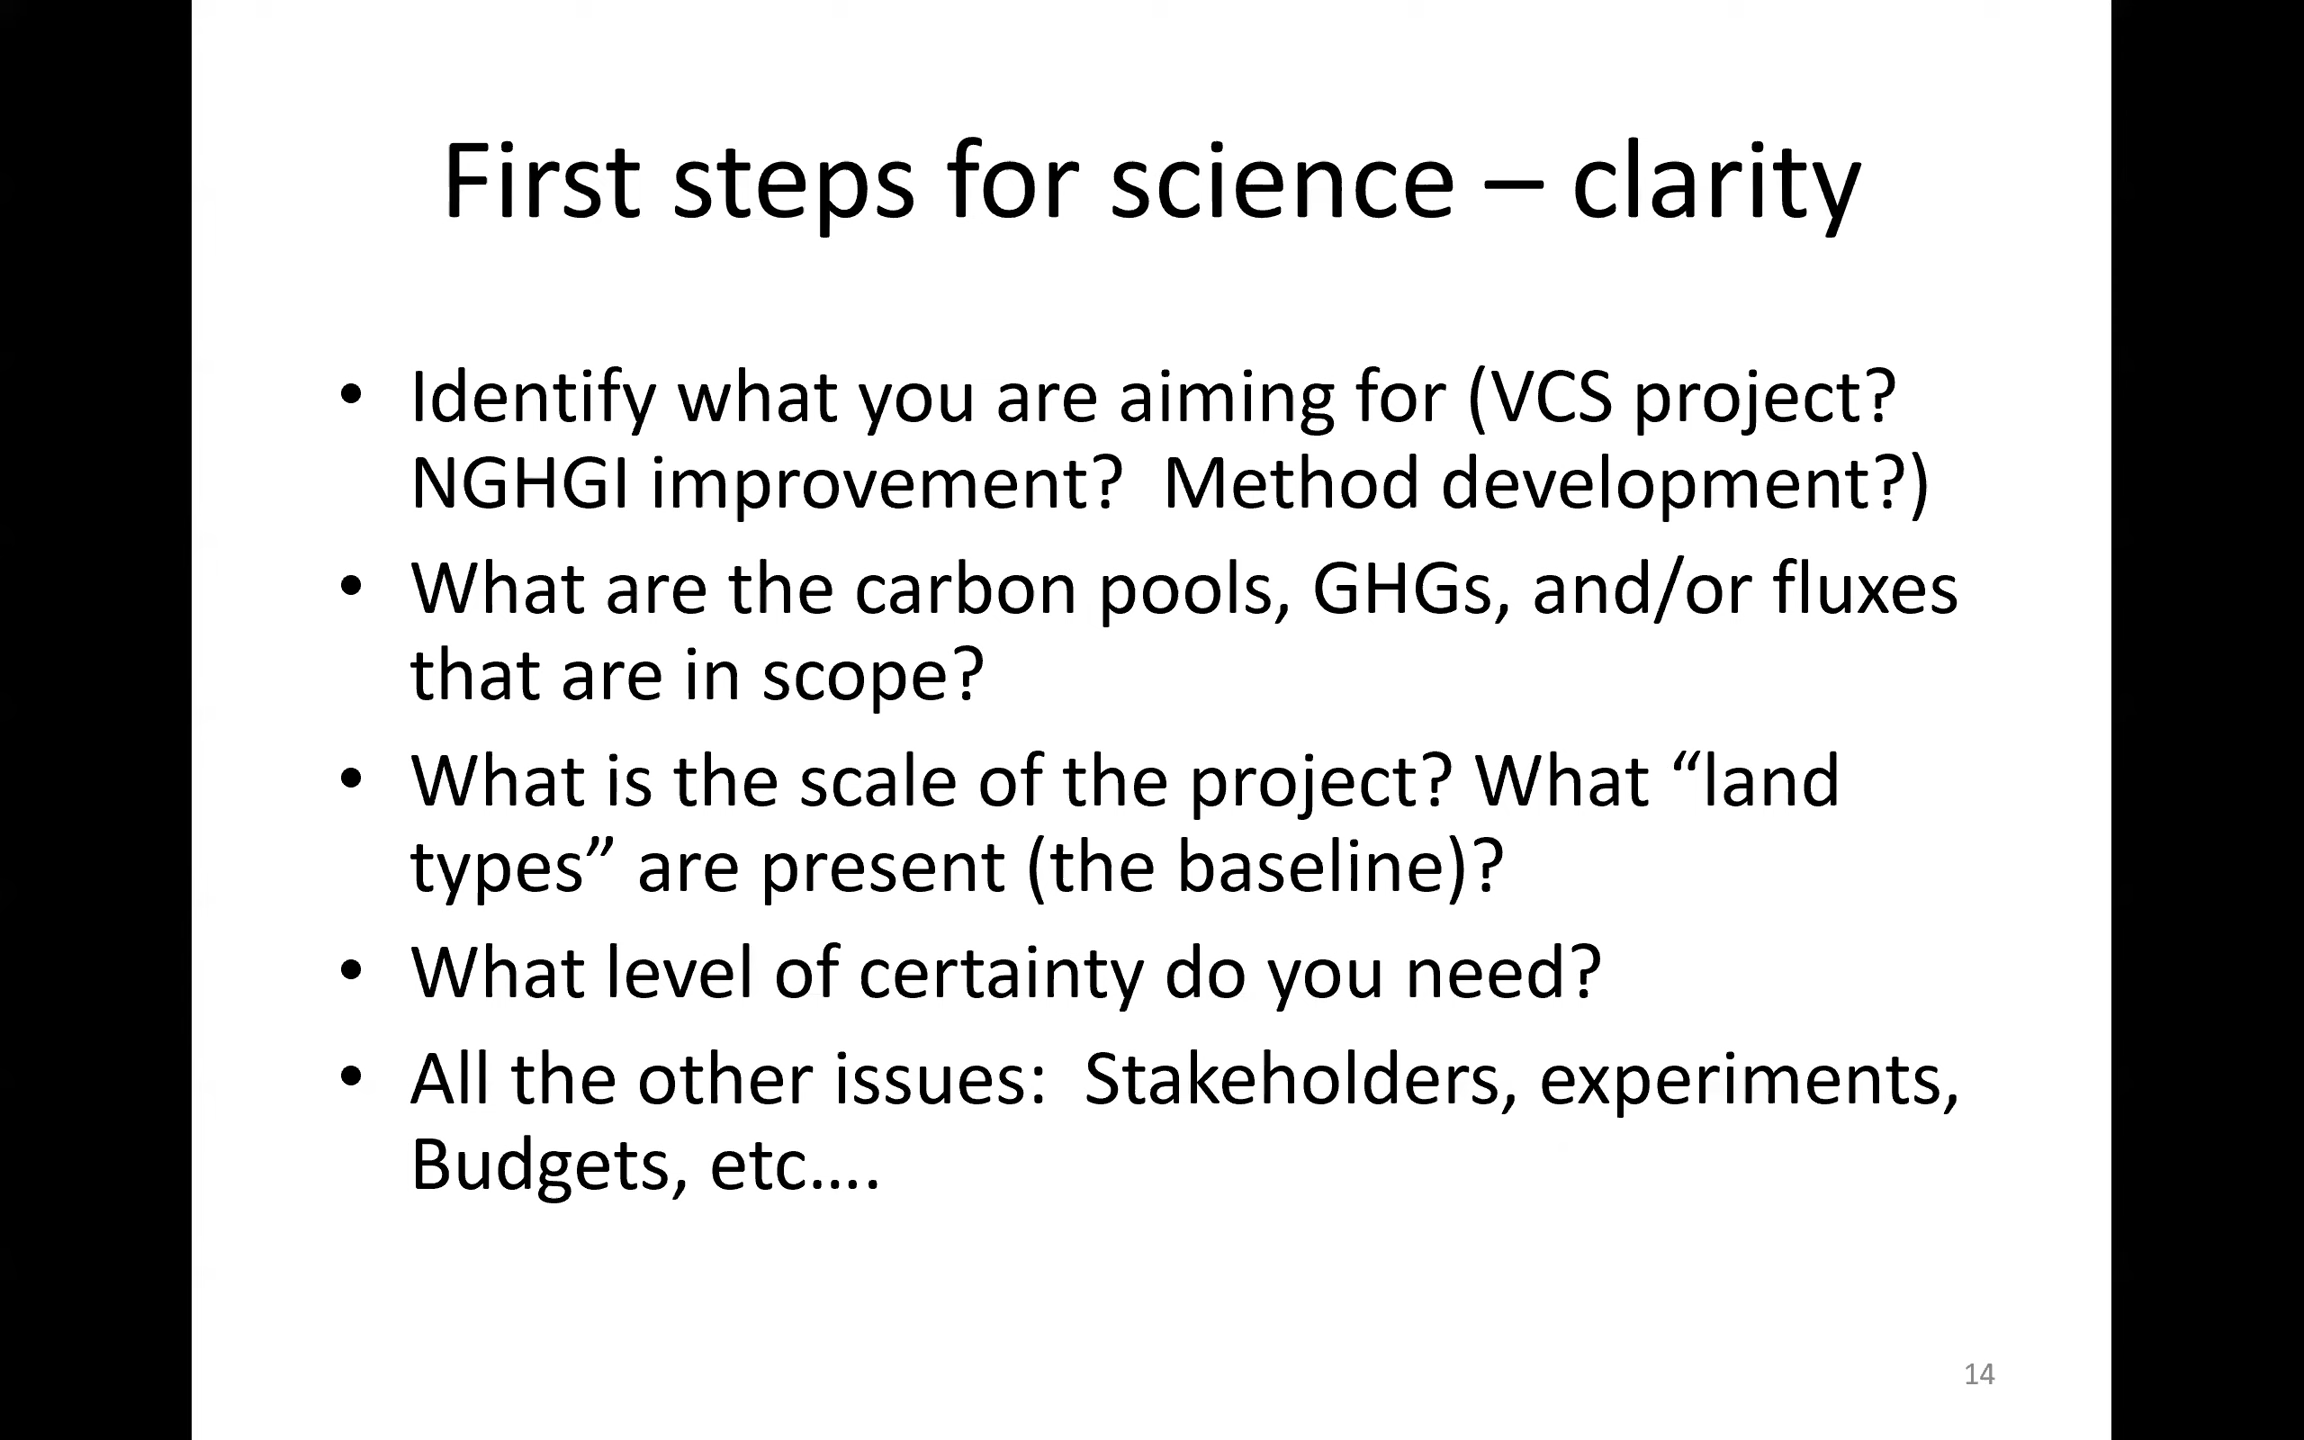 First steps for science – clarity
• Identify what you are aiming for (VCS project?
NGHGI improvement?  Method development?)
• What are the carbon pools, GHGs, and/or fluxes
that are in scope?
• What is the scale of the project? What “land
types” are present (the baseline)?
• What level of certainty do you need?
• All the other issues:  Stakeholders, experiments,
Budgets, etc….
14